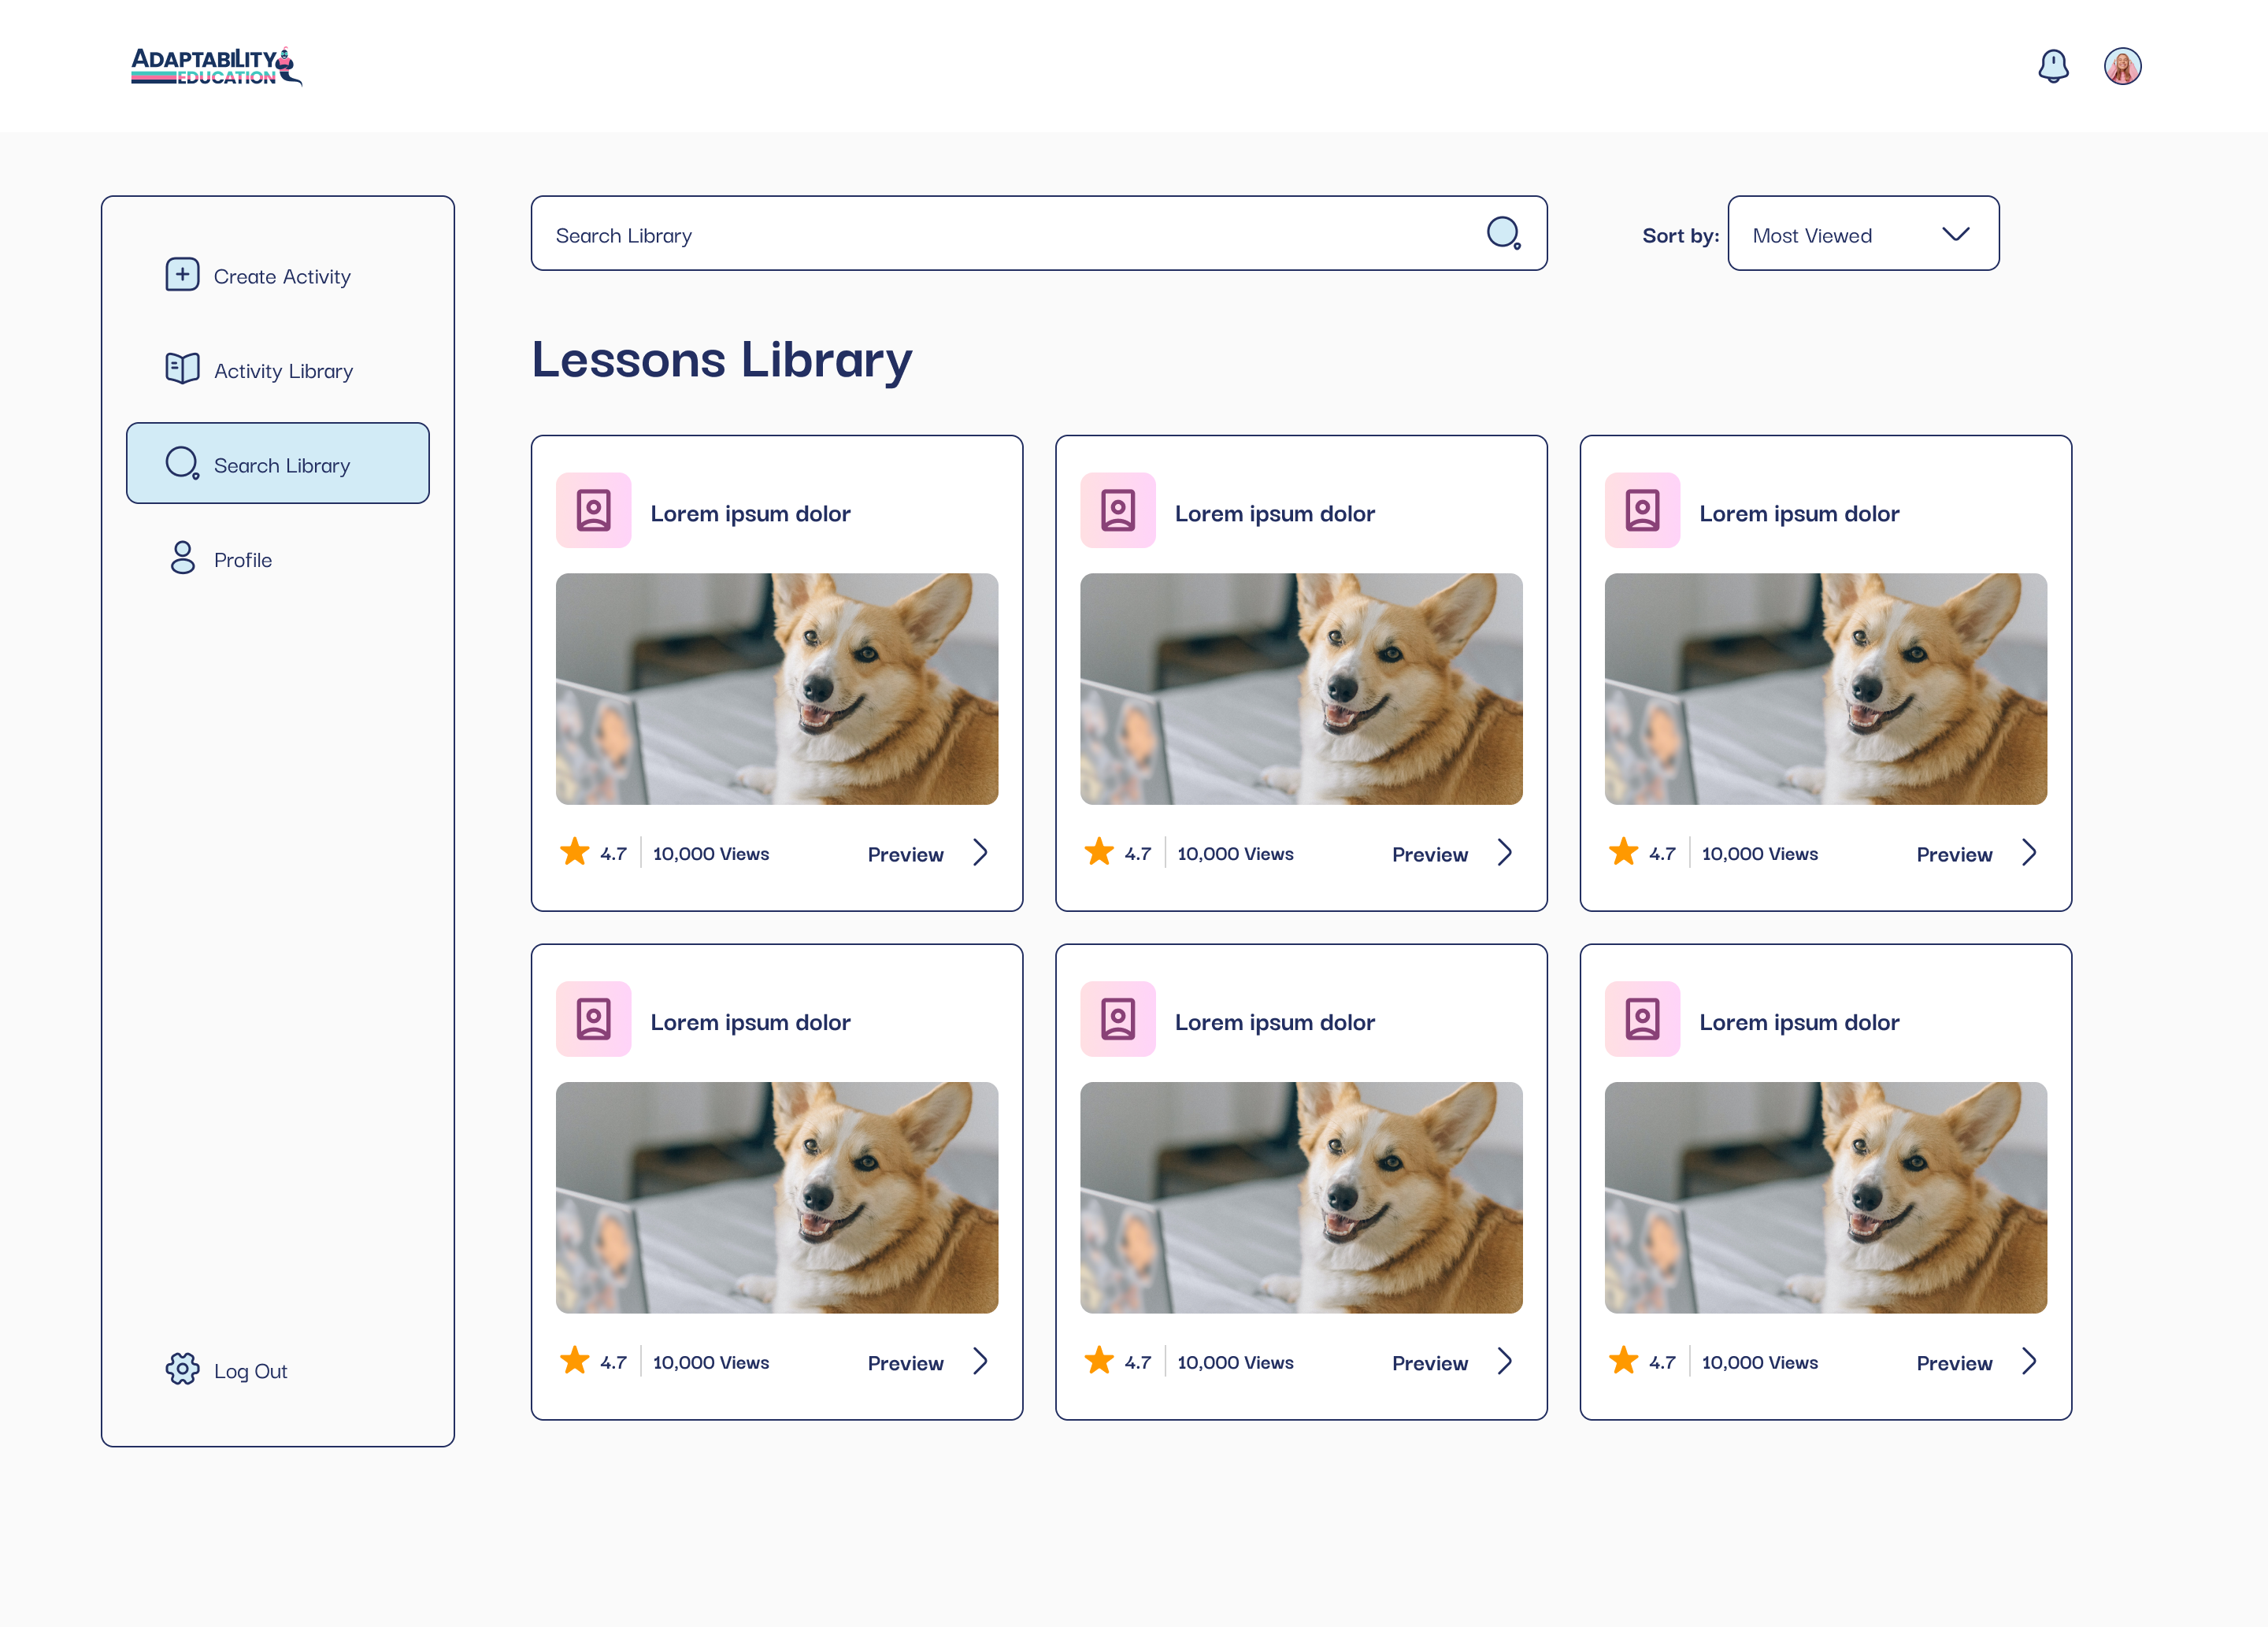 ADAPTABILITY
EDUCATION
Create Activity
Activity Library
Search Library
Profile
Log Out
Search Library
Sort by:
Most Viewed
Lessons Library
Lorem ipsum dolor
4.7
10,000 Views
Preview
Lorem ipsum dolor
4.7
10,000 Views
Preview
Lorem ipsum dolor
4.7
10,000 Views
Preview
Lorem ipsum dolor
4.7
10,000 Views
Preview
Lorem ipsum dolor
4.7
10,000 Views
Preview
Lorem ipsum dolor
4.7
10,000 Views
Preview